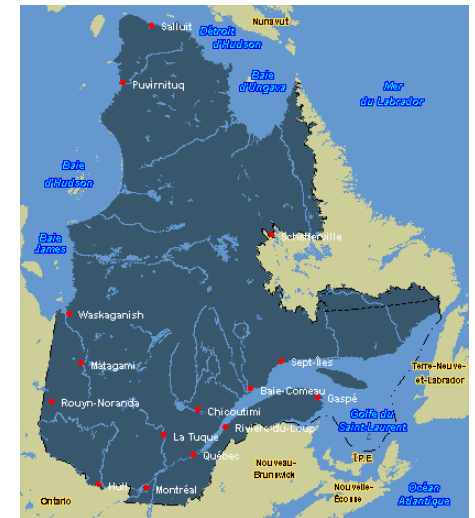 Salluit
Nunavut
Détroit
d'Hudson
Puvirnituq
Baie
d'Ungava
Mer
du Labrador
Baie
d'Hudson
Baie
James
Schefferville
Waskaganish
Matagami
Sept-Îles
Terre-Neuve-
et-Labrador
Baie-Comeau
Gaspé
Rouyn-Noranda
Chicoutimi
Golfe du
Saint-Laurent
La Tuque
Rivière-du-Loup
Québec
Î.P.E.
Nouveau-
Brunswick
Hull
Montréal
Nouvelle-
Écosse
Océan
Atlantique
Ontario